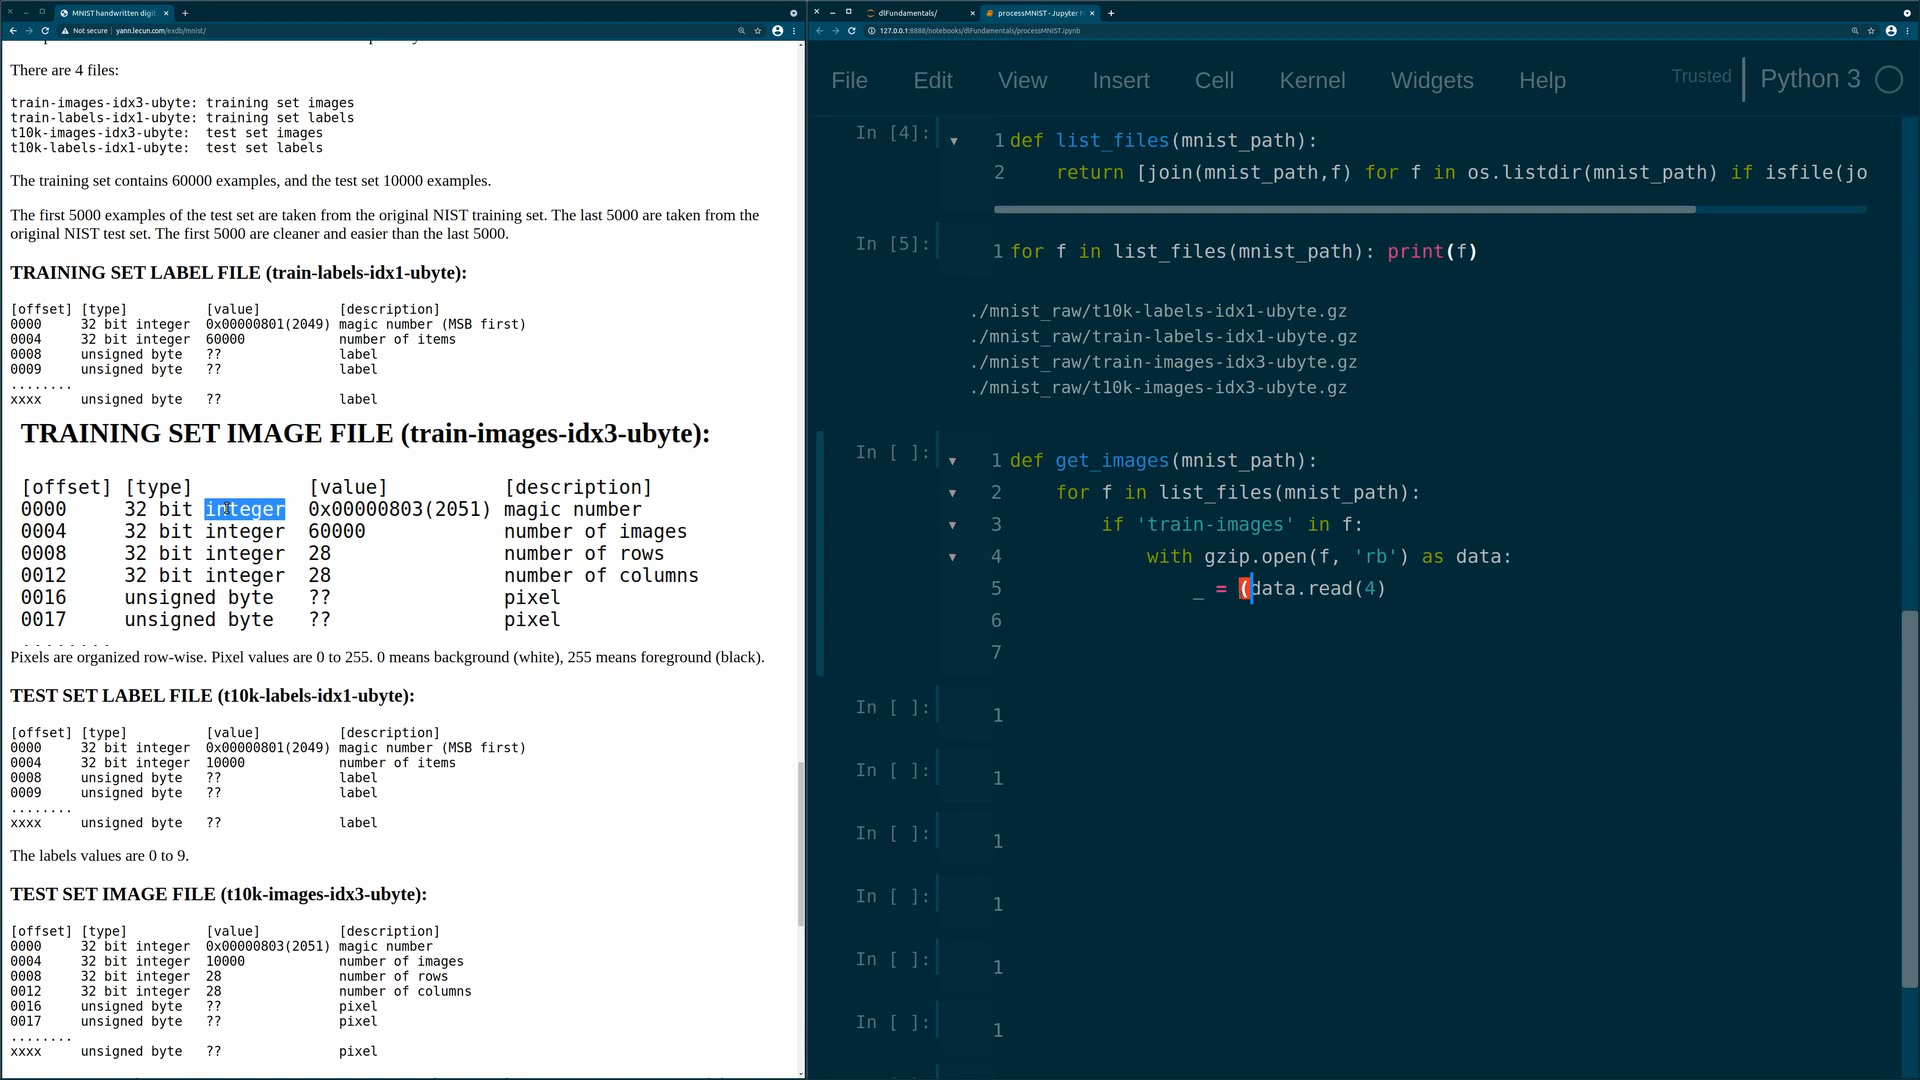 MNIST handwritten digi
Not secure | yann.lecun.com/exdb/mnist/
There are 4 files:
train-images-idx3-ubyte: training set images
train-labels-idx1-ubyte: training set labels
t10k-images-idx3-ubyte:  test set images
t10k-labels-idx1-ubyte:  test set labels
The training set contains 60000 examples, and the test set 10000 examples.
The first 5000 examples of the test set are taken from the original NIST training set. The last 5000 are taken from the
original NIST test set. The first 5000 are cleaner and easier than the last 5000.
TRAINING SET LABEL FILE (train-labels-idx1-ubyte):
[offset] [type]          [value]          [description]
0000     32 bit integer  0x00000801(2049) magic number (MSB first)
0004     32 bit integer  60000            number of items
0008     unsigned byte   ??               label
0009     unsigned byte   ??               label
........
xxxx     unsigned byte   ??               label
TRAINING SET IMAGE FILE (train-images-idx3-ubyte):
[offset] [type]          [value]          [description]
0000     32 bit integer  0x00000803(2051) magic number
0004     32 bit integer  60000            number of images
0008     32 bit integer  28               number of rows
0012     32 bit integer  28               number of columns
0016     unsigned byte   ??               pixel
0017     unsigned byte   ??               pixel
........
Pixels are organized row-wise. Pixel values are 0 to 255. 0 means background (white), 255 means foreground (black).
TEST SET LABEL FILE (t10k-labels-idx1-ubyte):
[offset] [type]          [value]          [description]
0000     32 bit integer  0x00000801(2049) magic number (MSB first)
0004     32 bit integer  10000            number of items
0008     unsigned byte   ??               label
0009     unsigned byte   ??               label
........
xxxx     unsigned byte   ??               label
The labels values are 0 to 9.
TEST SET IMAGE FILE (t10k-images-idx3-ubyte):
[offset] [type]          [value]          [description]
0000     32 bit integer  0x00000803(2051) magic number
0004     32 bit integer  10000            number of images
0008     32 bit integer  28               number of rows
0012     32 bit integer  28               number of columns
0016     unsigned byte   ??               pixel
0017     unsigned byte   ??               pixel
........
xxxx     unsigned byte   ??               pixel
dlFundamentals/ processMNIST - Jupyter N
127.0.0.1:8888/notebooks/dlFundamentals/processMNIST.ipynb
File Edit View Insert Cell Kernel Widgets Help Trusted Python 3
In [4]: 1 def list_files(mnist_path):
2     return [join(mnist_path,f) for f in os.listdir(mnist_path) if isfile(jo
In [5]: 1 for f in list_files(mnist_path): print(f)
./mnist_raw/t10k-labels-idx1-ubyte.gz
./mnist_raw/train-labels-idx1-ubyte.gz
./mnist_raw/train-images-idx3-ubyte.gz
./mnist_raw/t10k-images-idx3-ubyte.gz
In [ ]: 1 def get_images(mnist_path):
2     for f in list_files(mnist_path):
3         if 'train-images' in f:
4             with gzip.open(f, 'rb') as data:
5                 _ = (data.read(4)
6
7
In [ ]: 1
In [ ]: 1
In [ ]: 1
In [ ]: 1
In [ ]: 1
In [ ]: 1